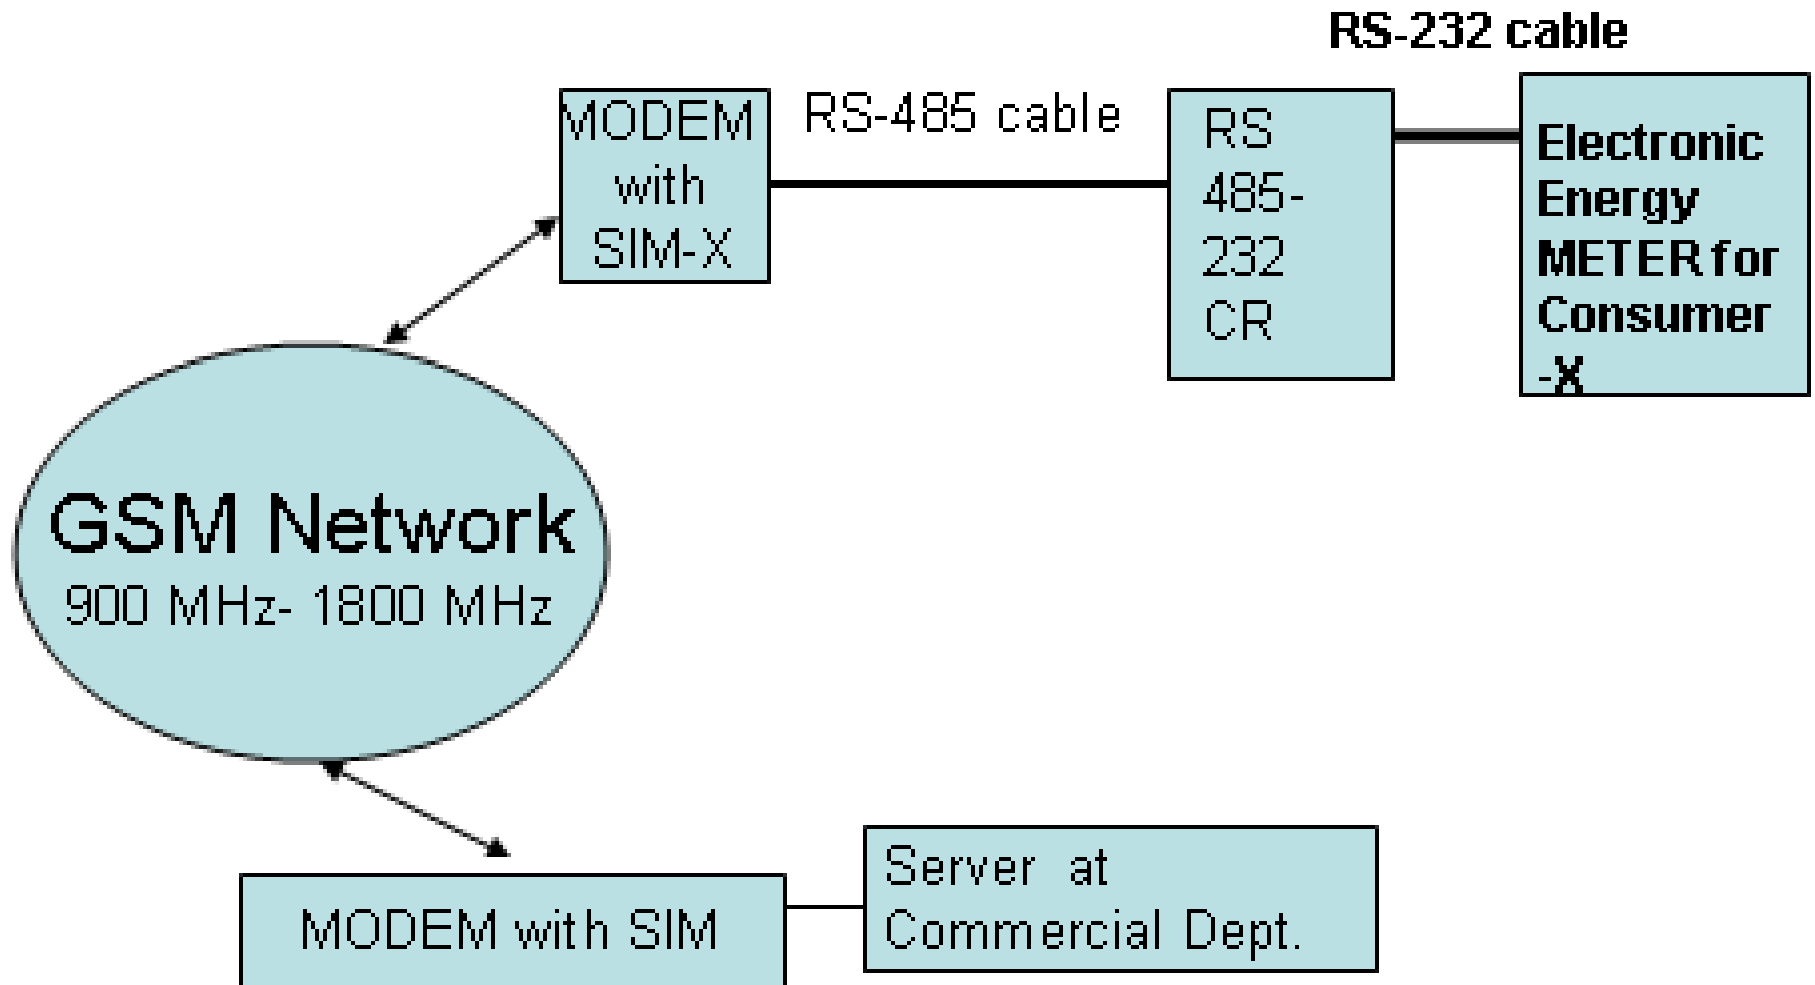 RS-232 cable
MODEM
with
SIM-X
RS-485 cable
RS
485-
232
CR
Electronic
Energy
METER for
Consumer
-X
GSM Network
900 MHz- 1800 MHz
MODEM with SIM
Server at
Commercial Dept.